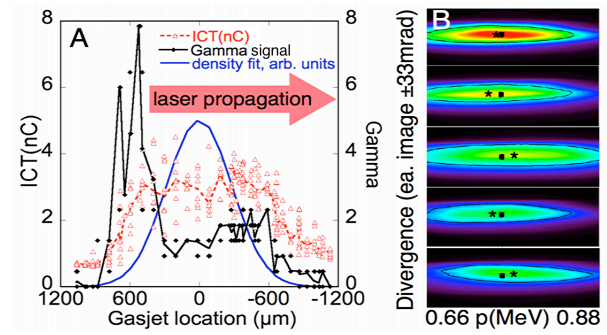 A
ICT(nC)
Gamma signal
density fit, arb. units
laser propagation
ICT(nC)
8
6
4
2
0
8
6
4
2
0
Gamma
1200 600 0 -600 1200
Gasjet location (µm)
B
Divergence (ea. image ±33mrad)
* * * * *
0.66 p(MeV) 0.88